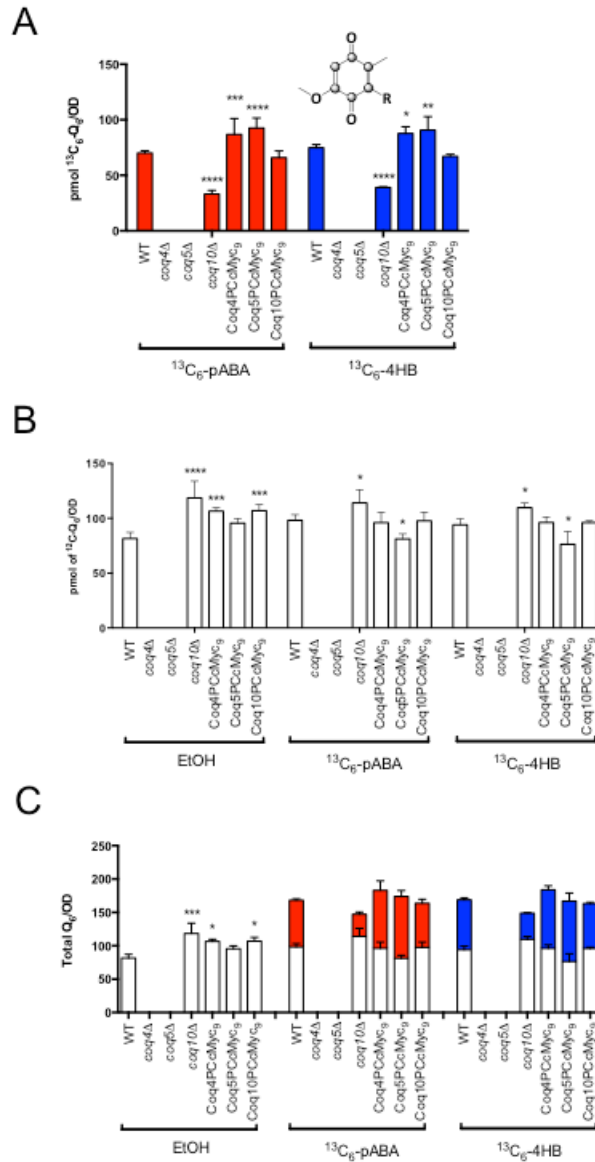 A
O
O
O
R
pmol ¹³C₆-Q₆/OD
150
100
50
0
*** **** **** * ** ****
WT coq4Δ coq5Δ coq10Δ Coq4PCcMyc₉ Coq5PCcMyc₉ Coq10PCcMyc₉ WT coq4Δ coq5Δ coq10Δ Coq4PCcMyc₉ Coq5PCcMyc₉ Coq10PCcMyc₉
¹³C₆-pABA ¹³C₆-4HB
B
pmol of ¹²C-Q₆/OD
150
100
50
0
**** *** *** * * * *
WT coq4Δ coq5Δ coq10Δ Coq4PCcMyc₉ Coq5PCcMyc₉ Coq10PCcMyc₉ WT coq4Δ coq5Δ coq10Δ Coq4PCcMyc₉ Coq5PCcMyc₉ Coq10PCcMyc₉ WT coq4Δ coq5Δ coq10Δ Coq4PCcMyc₉ Coq5PCcMyc₉ Coq10PCcMyc₉
EtOH ¹³C₆-pABA ¹³C₆-4HB
C
Total Q₆/OD
250
200
150
100
50
0
*** * *
WT coq4Δ coq5Δ coq10Δ Coq4PCcMyc₉ Coq5PCcMyc₉ Coq10PCcMyc₉ WT coq4Δ coq5Δ coq10Δ Coq4PCcMyc₉ Coq5PCcMyc₉ Coq10PCcMyc₉ WT coq4Δ coq5Δ coq10Δ Coq4PCcMyc₉ Coq5PCcMyc₉ Coq10PCcMyc₉
EtOH ¹³C₆-pABA ¹³C₆-4HB